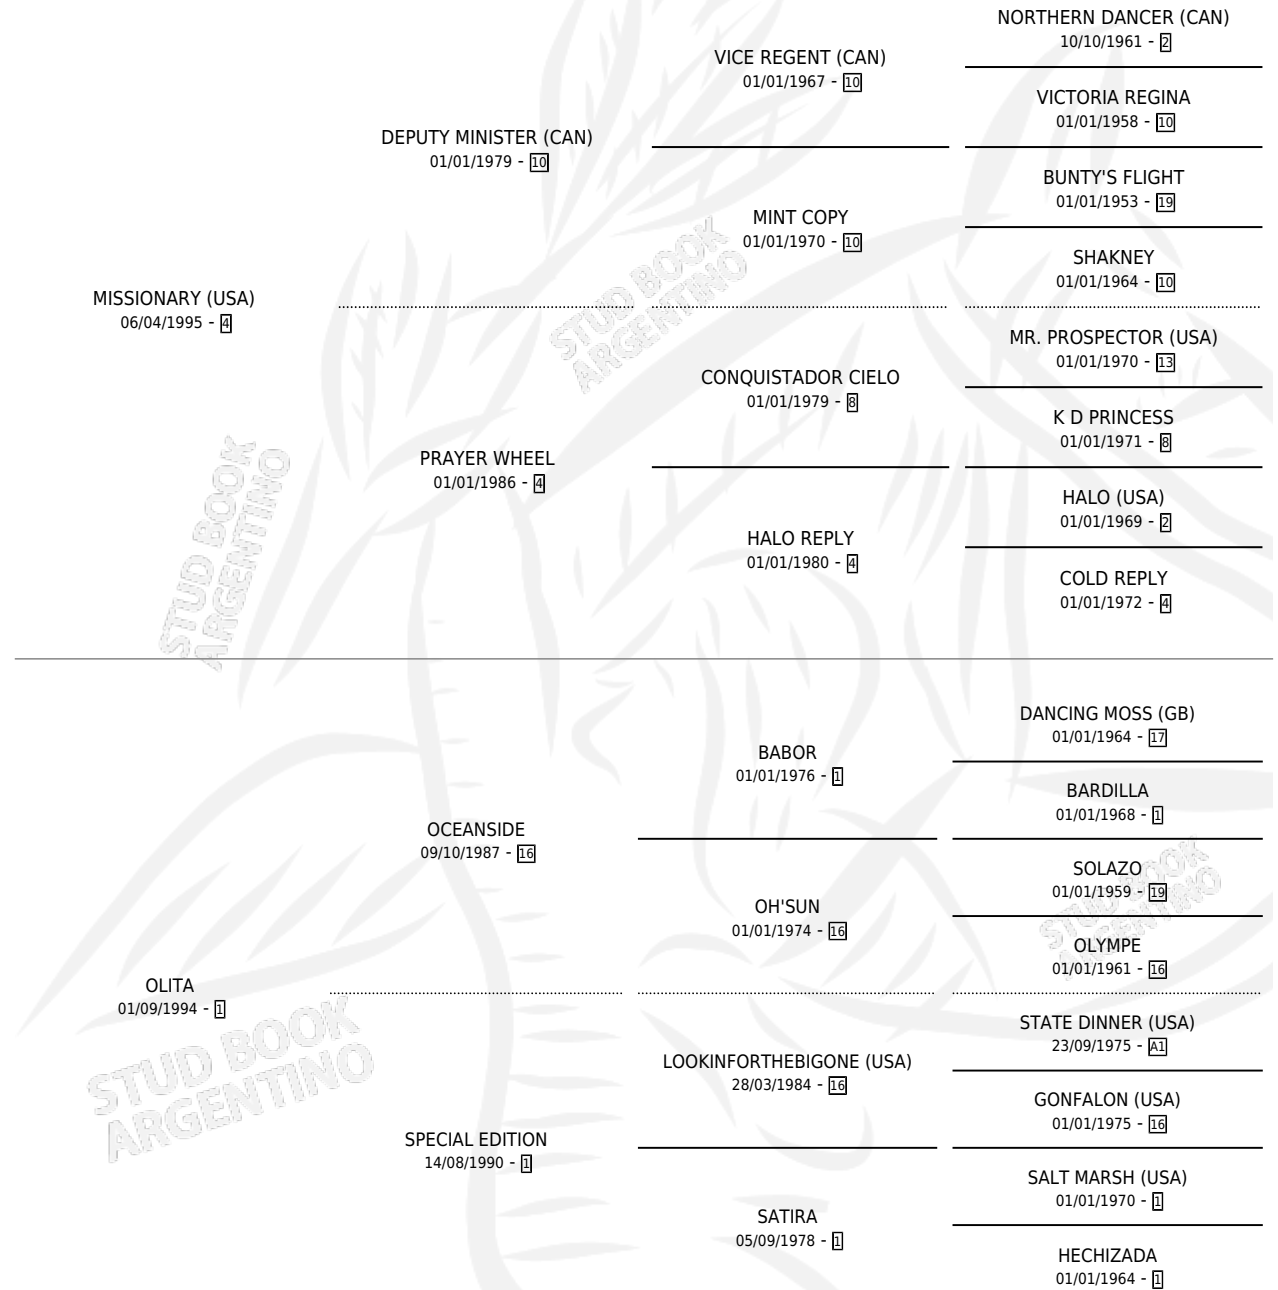 NORTHERN DANCER (CAN)
10/10/1961 - 2
VICE REGENT (CAN)
01/01/1967 - 10
VICTORIA REGINA
01/01/1958 - 10
DEPUTY MINISTER (CAN)
01/01/1979 - 10
BUNTY'S FLIGHT
01/01/1953 - 19
MINT COPY
01/01/1970 - 10
SHAKNEY
01/01/1964 - 10
MISSIONARY (USA)
06/04/1995 - 4
MR. PROSPECTOR (USA)
01/01/1970 - 13
CONQUISTADOR CIELO
01/01/1979 - 8
K D PRINCESS
01/01/1971 - 8
PRAYER WHEEL
01/01/1986 - 4
HALO (USA)
01/01/1969 - 2
HALO REPLY
01/01/1980 - 4
COLD REPLY
01/01/1972 - 4
STUD BOOK
ARGENTINO
STUD BOOK
ARGENTINO
DANCING MOSS (GB)
01/01/1964 - 17
BABOR
01/01/1976 - 1
BARDILLA
01/01/1968 - 1
OCEANSIDE
09/10/1987 - 16
SOLAZO
01/01/1959 - 19
OH'SUN
01/01/1974 - 16
OLYMPE
01/01/1961 - 16
OLITA
01/09/1994 - 1
STATE DINNER (USA)
23/09/1975 - A1
LOOKINFORTHEBIGONE (USA)
28/03/1984 - 16
GONFALON (USA)
01/01/1975 - 16
SPECIAL EDITION
14/08/1990 - 1
SALT MARSH (USA)
01/01/1970 - 1
SATIRA
05/09/1978 - 1
HECHIZADA
01/01/1964 - 1
STUD BOOK
ARGENTINO
STUD BOOK
ARGENTINO